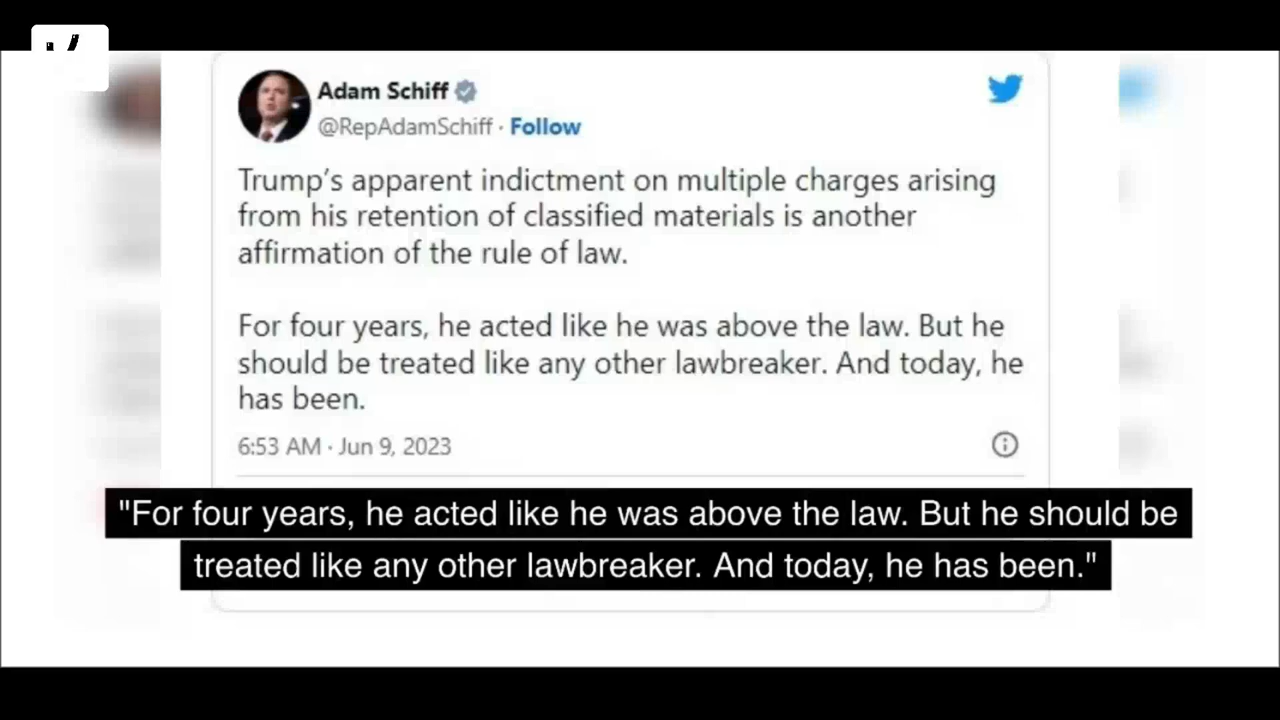 Adam Schiff
@RepAdamSchiff · Follow
Trump’s apparent indictment on multiple charges arising
from his retention of classified materials is another
affirmation of the rule of law.
For four years, he acted like he was above the law. But he
should be treated like any other lawbreaker. And today, he
has been.
6:53 AM · Jun 9, 2023
"For four years, he acted like he was above the law. But he should be
treated like any other lawbreaker. And today, he has been."